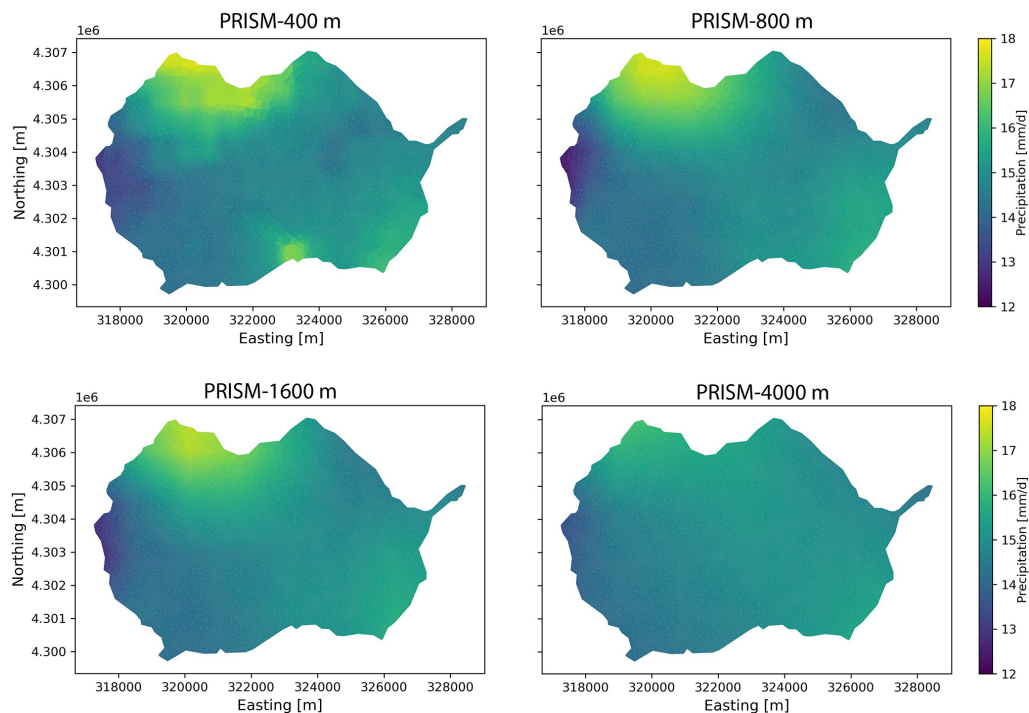 PRISM-400 m
PRISM-800 m
1e6
1e6
4.307
4.306
4.305
4.304
4.303
4.302
4.301
4.300
Northing [m]
318000 320000 322000 324000 326000 328000
Easting [m]
318000 320000 322000 324000 326000 328000
Easting [m]
18
17
16
15
14
13
12
Precipitation [mm/d]
PRISM-1600 m
PRISM-4000 m
1e6
1e6
4.307
4.306
4.305
4.304
4.303
4.302
4.301
4.300
Northing [m]
318000 320000 322000 324000 326000 328000
Easting [m]
318000 320000 322000 324000 326000 328000
Easting [m]
18
17
16
15
14
13
12
Precipitation [mm/d]